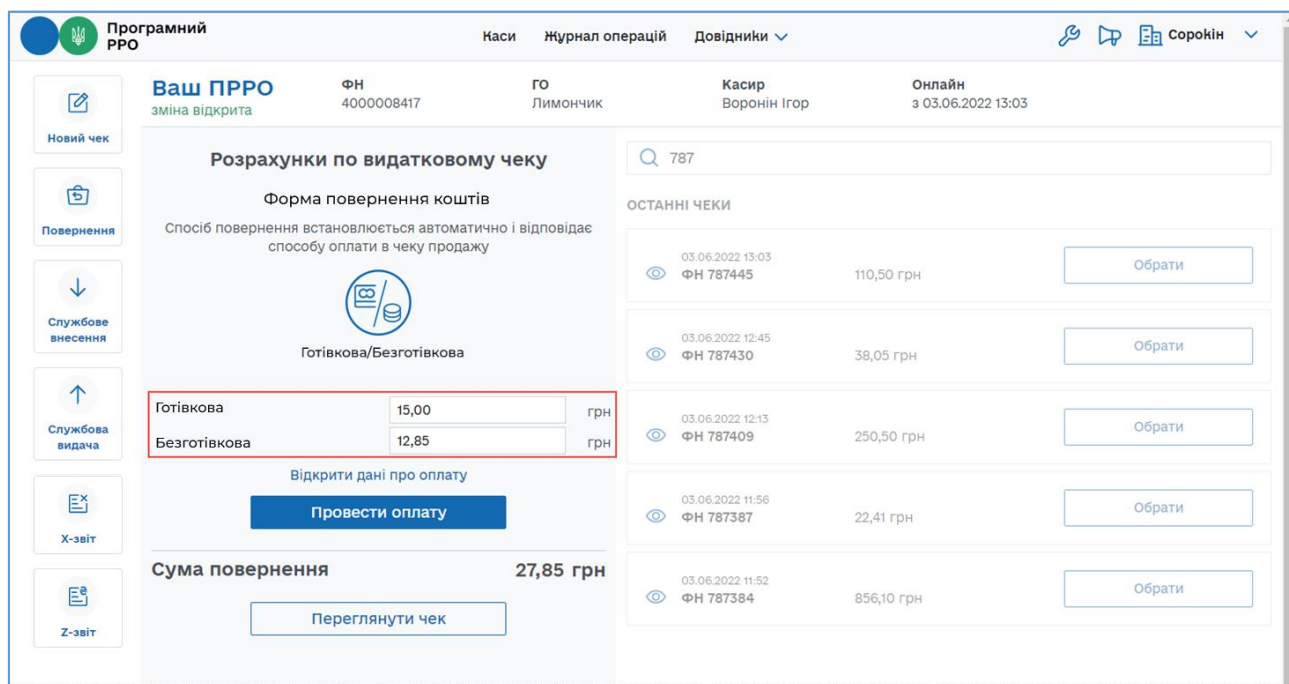 Програмний
РРО
Каси
Журнал операцій
Довідники
Сорокін
Новий чек
Повернення
Службове
внесення
Службова
видача
X-звіт
Z-звіт
Ваш ПРРО
зміна відкрита
ФН
4000008417
ГО
Лимончик
Касир
Воронін Ігор
Онлайн
з 03.06.2022 13:03
Розрахунки по видатковому чеку
Форма повернення коштів
Спосіб повернення встановлюється автоматично і відповідає
способу оплати в чеку продажу
Готівкова/Безготівкова
Готівкова 15,00 грн
Безготівкова 12,85 грн
Відкрити дані про оплату
Провести оплату
Сума повернення 27,85 грн
Переглянути чек
787
ОСТАННІ ЧЕКИ
03.06.2022 13:03
ФН 787445 110,50 грн Обрати
03.06.2022 12:45
ФН 787430 38,05 грн Обрати
03.06.2022 12:13
ФН 787409 250,50 грн Обрати
03.06.2022 11:56
ФН 787387 22,41 грн Обрати
03.06.2022 11:52
ФН 787384 856,10 грн Обрати